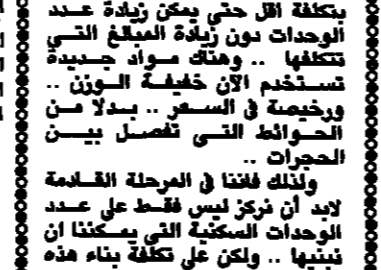 بتكلفة اقل حتى يمكن زيادة عدد
الوحدات دون زيادة المبالغ التي
تتكلفها .. وهناك مواد جديدة
تستخدم الآن خفيفة الوزن ..
ورخيصة في السعر .. بدلا من
الحوائط التي تفصل بين
الحجرات ..
ولذلك فاننا في المرحلة القادمة
لابد أن نركز ليس فقط على عدد
الوحدات السكنية التي يمكننا ان
نبنيها .. ولكن على تكلفة بناء هذه